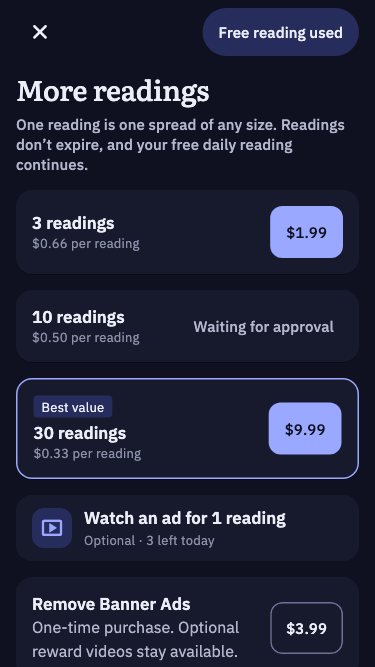 Free reading used
More readings
One reading is one spread of any size. Readings
don’t expire, and your free daily reading
continues.
3 readings
$0.66 per reading
$1.99
10 readings
$0.50 per reading
Waiting for approval
Best value
30 readings
$0.33 per reading
$9.99
Watch an ad for 1 reading
Optional · 3 left today
Remove Banner Ads
One-time purchase. Optional
reward videos stay available.
$3.99